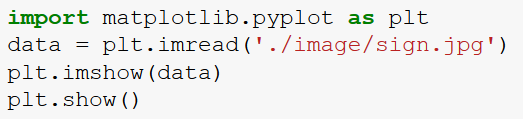 import matplotlib.pyplot as plt
data = plt.imread('./image/sign.jpg')
plt.imshow(data)
plt.show()